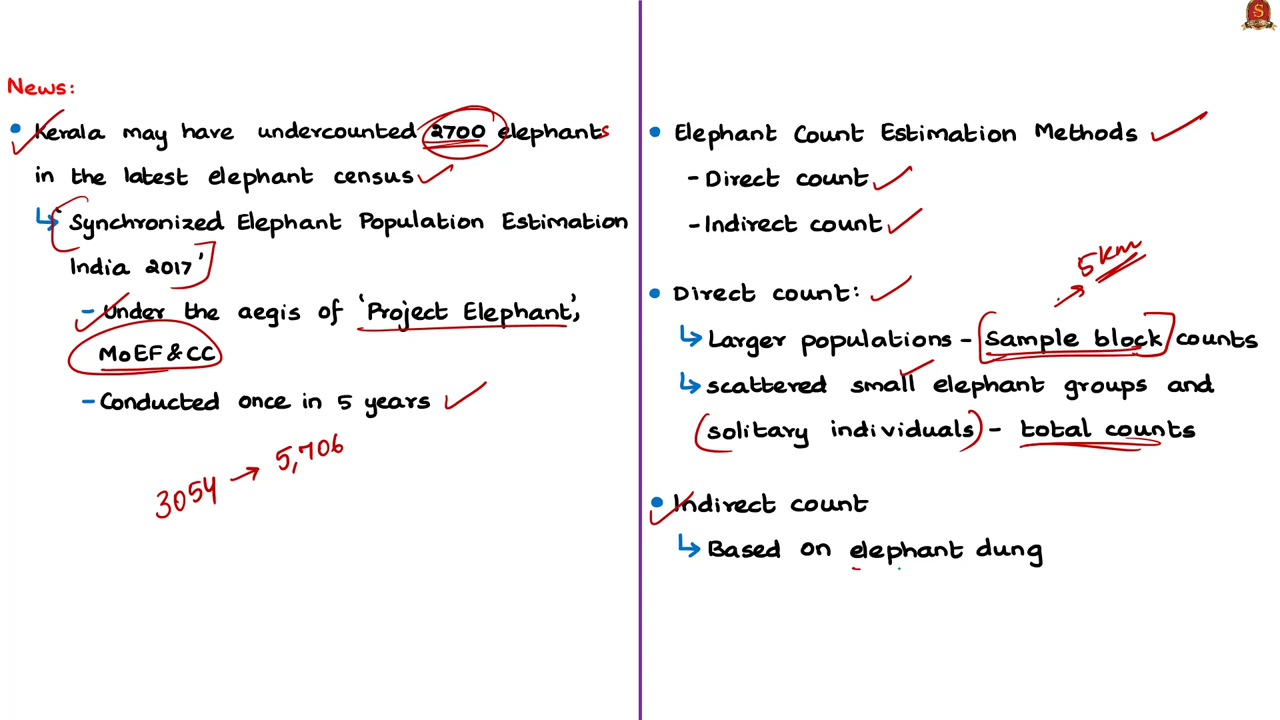 News:
• Kerala may have undercounted 2700 elephants
in the latest elephant census
↳ 'Synchronized Elephant Population Estimation
India 2017'
- Under the aegis of 'Project Elephant',
MoEF&CC
- Conducted once in 5 years
3054 → 5,706
• Elephant Count Estimation Methods
- Direct count
- Indirect count
5km
• Direct count:
↳ Larger populations - Sample block counts
↳ scattered small elephant groups and
(solitary individuals) - total counts
• Indirect count
↳ Based on elephant dung